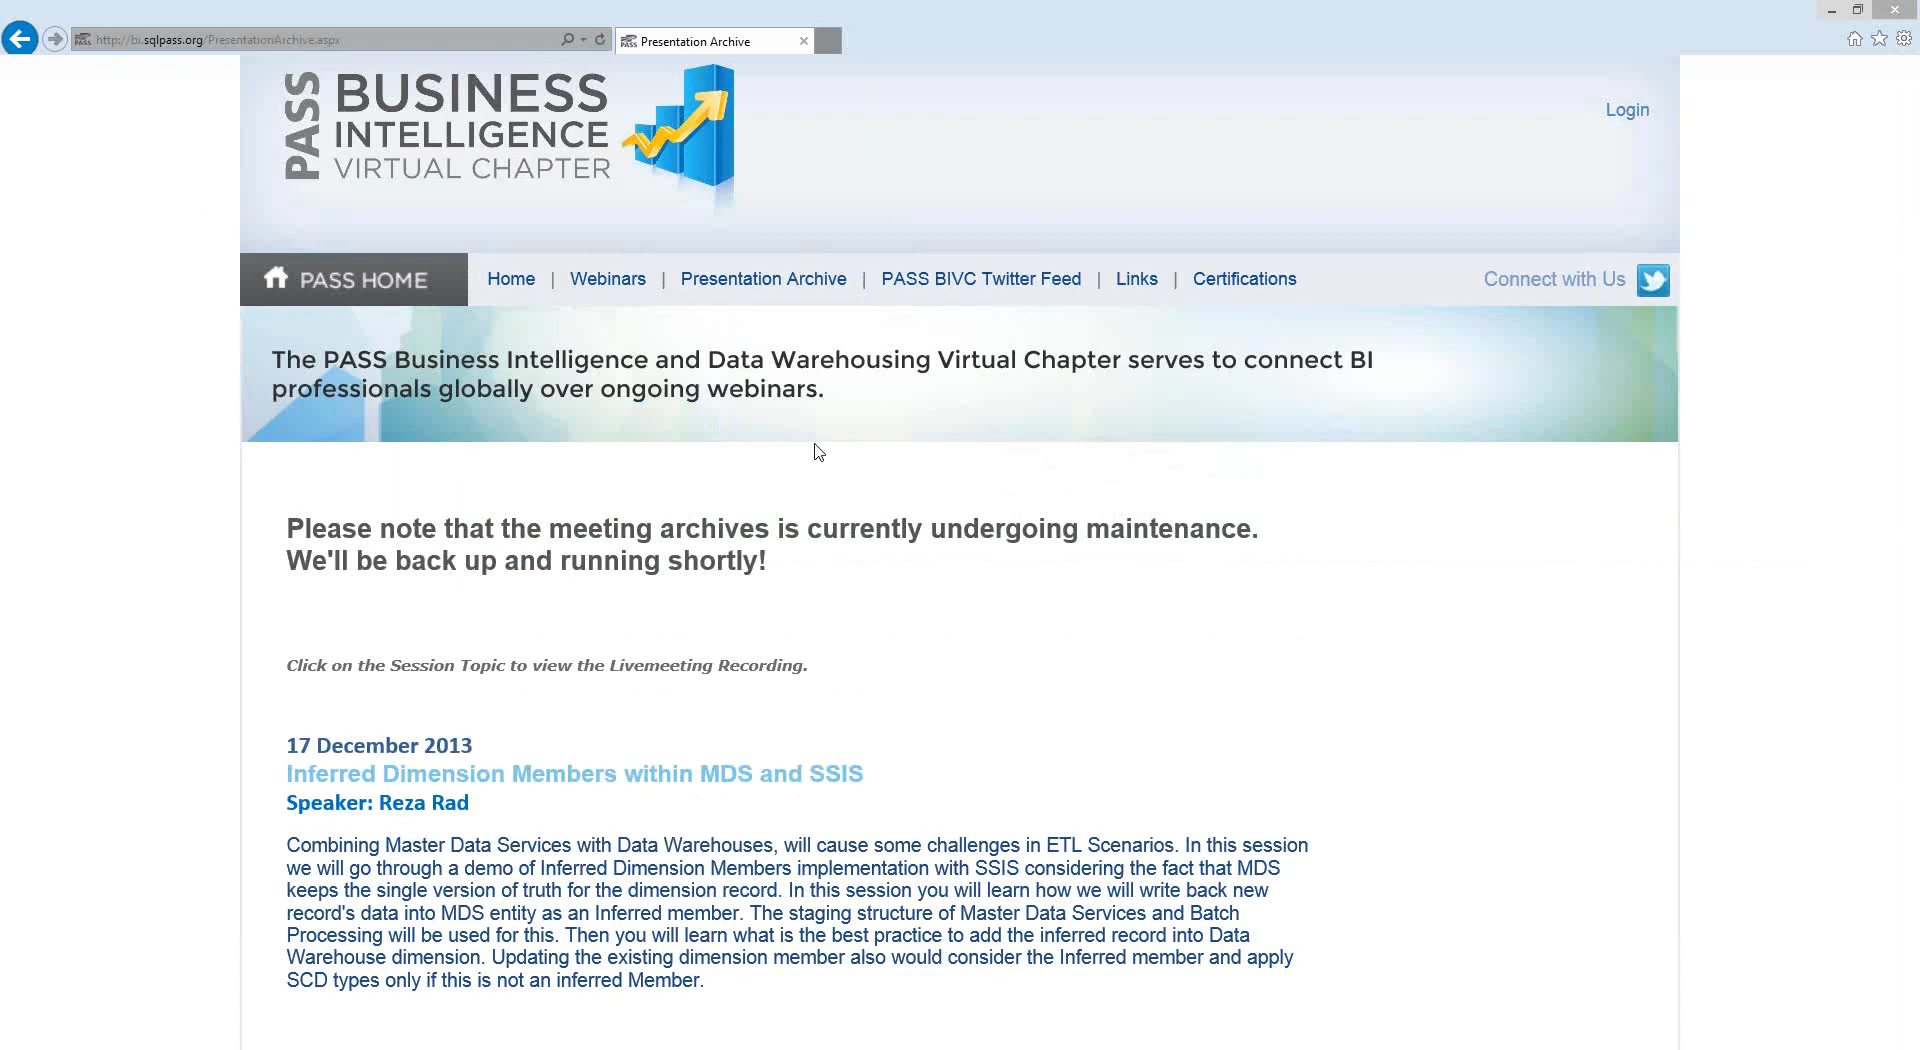 http://bi.sqlpass.org/PresentationArchive.aspx
Presentation Archive
PASS
BUSINESS
INTELLIGENCE
VIRTUAL CHAPTER
Login
PASS HOME
Home | Webinars | Presentation Archive | PASS BIVC Twitter Feed | Links | Certifications
Connect with Us
The PASS Business Intelligence and Data Warehousing Virtual Chapter serves to connect BI
professionals globally over ongoing webinars.
Please note that the meeting archives is currently undergoing maintenance.
We'll be back up and running shortly!
Click on the Session Topic to view the Livemeeting Recording.
17 December 2013
Inferred Dimension Members within MDS and SSIS
Speaker: Reza Rad
Combining Master Data Services with Data Warehouses, will cause some challenges in ETL Scenarios. In this session
we will go through a demo of Inferred Dimension Members implementation with SSIS considering the fact that MDS
keeps the single version of truth for the dimension record. In this session you will learn how we will write back new
record's data into MDS entity as an Inferred member. The staging structure of Master Data Services and Batch
Processing will be used for this. Then you will learn what is the best practice to add the inferred record into Data
Warehouse dimension. Updating the existing dimension member also would consider the Inferred member and apply
SCD types only if this is not an inferred Member.